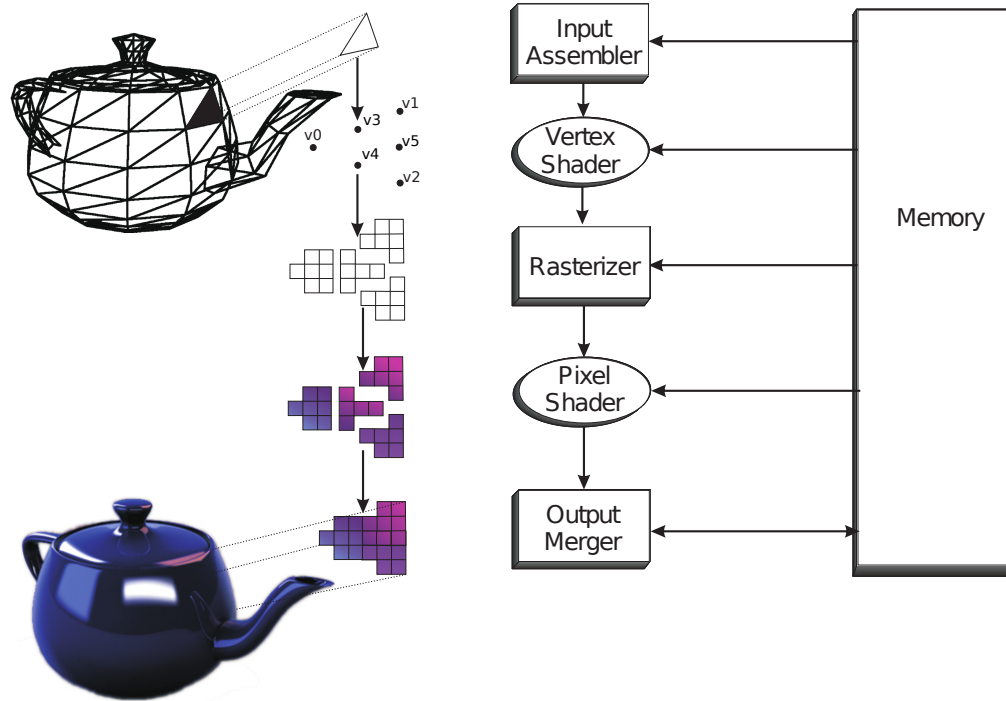 v1
v3
v0
v5
v4
v2
Input
Assembler
Vertex
Shader
Rasterizer
Pixel
Shader
Output
Merger
Memory